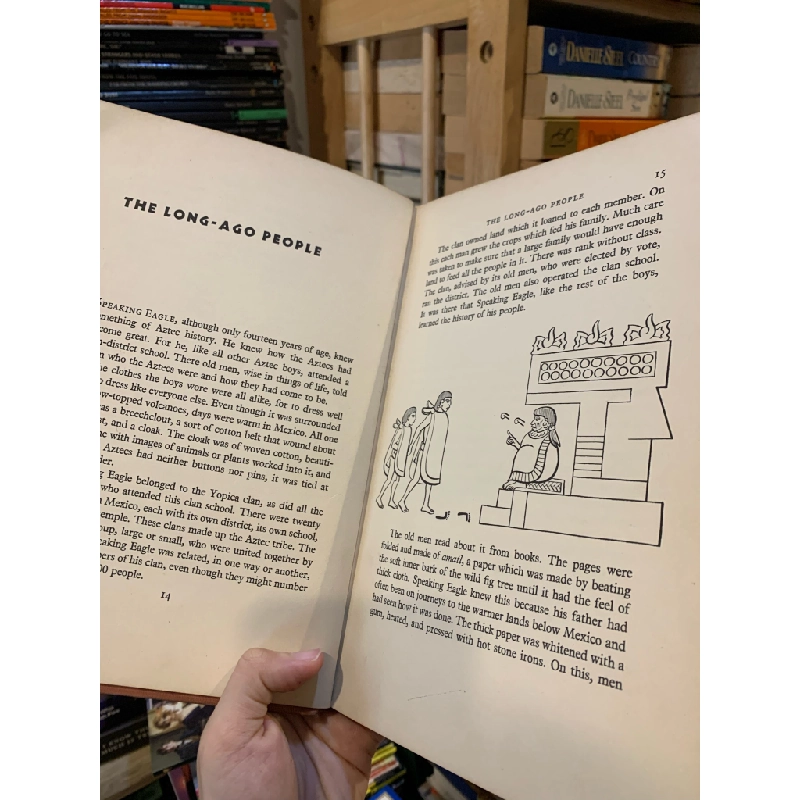 DANIELLE STEEL
COUNTRY
DANIELLE STEEL
THE LONG-AGO PEOPLE
SPEAKING EAGLE, although only fourteen years of age, knew
something of Aztec history. He knew how the Aztecs had
come great. For he, like all other Aztec boys, attended a
-district school. There old men, wise in things of life, told
who the Aztecs were and how they had come to be.
clothes the boys wore were all alike, for to dress well
dress like everyone else. Even though it was surrounded
-topped volcanoes, days were warm in Mexico. All one
was a breechclout, a sort of cotton belt that wound about
and a cloak. The cloak was of woven cotton, beauti-
with images of animals or plants worked into it, and
Aztecs had neither buttons nor pins, it was tied at
Eagle belonged to the Yopica clan, as did all the
who attended this clan school. There were twenty
Mexico, each with its own district, its own school,
temple. These clans made up the Aztec tribe. The
large or small, who were united together by
Eagle was related, in one way or another,
of his clan, even though they might number
people.
14
THE LONG-AGO PEOPLE
15
The clan owned land which it loaned to each member. On
this each man grew the crops which fed his family. Much care
was taken to make sure that a large family would have enough
land to feed all the people in it. There was rank without class.
The clan, advised by its old men, who were elected by vote,
ran the district. The old men also operated the clan school.
It was there that Speaking Eagle, like the rest of the boys,
learned the history of his people.
The old men read about it from books. The pages were
folded and made of amatl, a paper which was made by beating
the soft inner bark of the wild fig tree until it had the feel of
thick cloth. Speaking Eagle knew this because his father had
often been on journeys to the warmer lands below Mexico and
had seen how it was done. The thick paper was whitened with a
gum, heated, and pressed with hot stone irons. On this, men